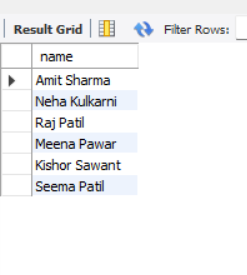 Result Grid Filter Rows:
name
Amit Sharma
Neha Kulkarni
Raj Patil
Meena Pawar
Kishor Sawant
Seema Patil